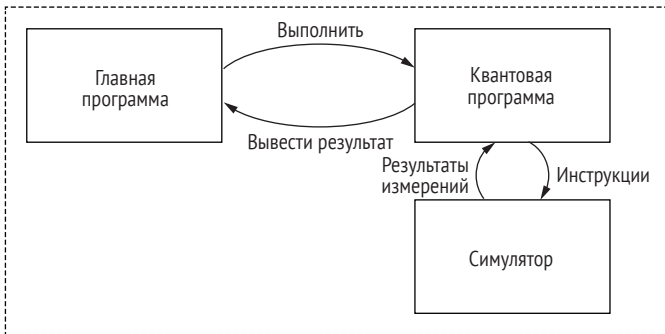 Выполнить
Главная
программа
Квантовая
программа
Вывести результат
Результаты
измерений
Инструкции
Симулятор